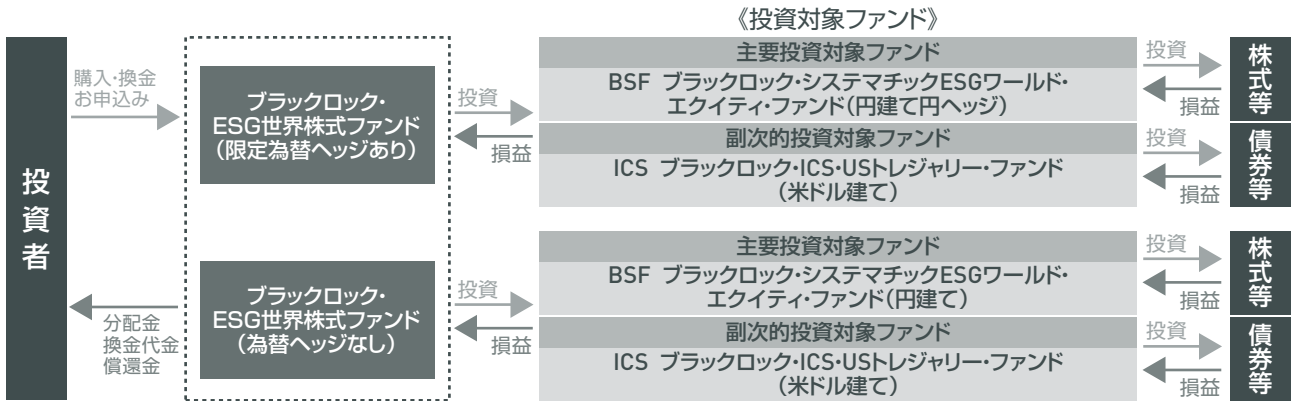 《投資対象ファンド》
投資者
購入・換金
お申込み
分配金
換金代金
償還金
ブラックロック・
ESG世界株式ファンド
（限定為替ヘッジあり）
投資
損益
主要投資対象ファンド
BSF ブラックロック・システマチックESGワールド・
エクイティ・ファンド（円建て円ヘッジ）
投資
損益
株式等
副次的投資対象ファンド
ICS ブラックロック・ICS・USトレジャリー・ファンド
（米ドル建て）
投資
損益
債券等
ブラックロック・
ESG世界株式ファンド
（為替ヘッジなし）
投資
損益
主要投資対象ファンド
BSF ブラックロック・システマチックESGワールド・
エクイティ・ファンド（円建て）
投資
損益
株式等
副次的投資対象ファンド
ICS ブラックロック・ICS・USトレジャリー・ファンド
（米ドル建て）
投資
損益
債券等